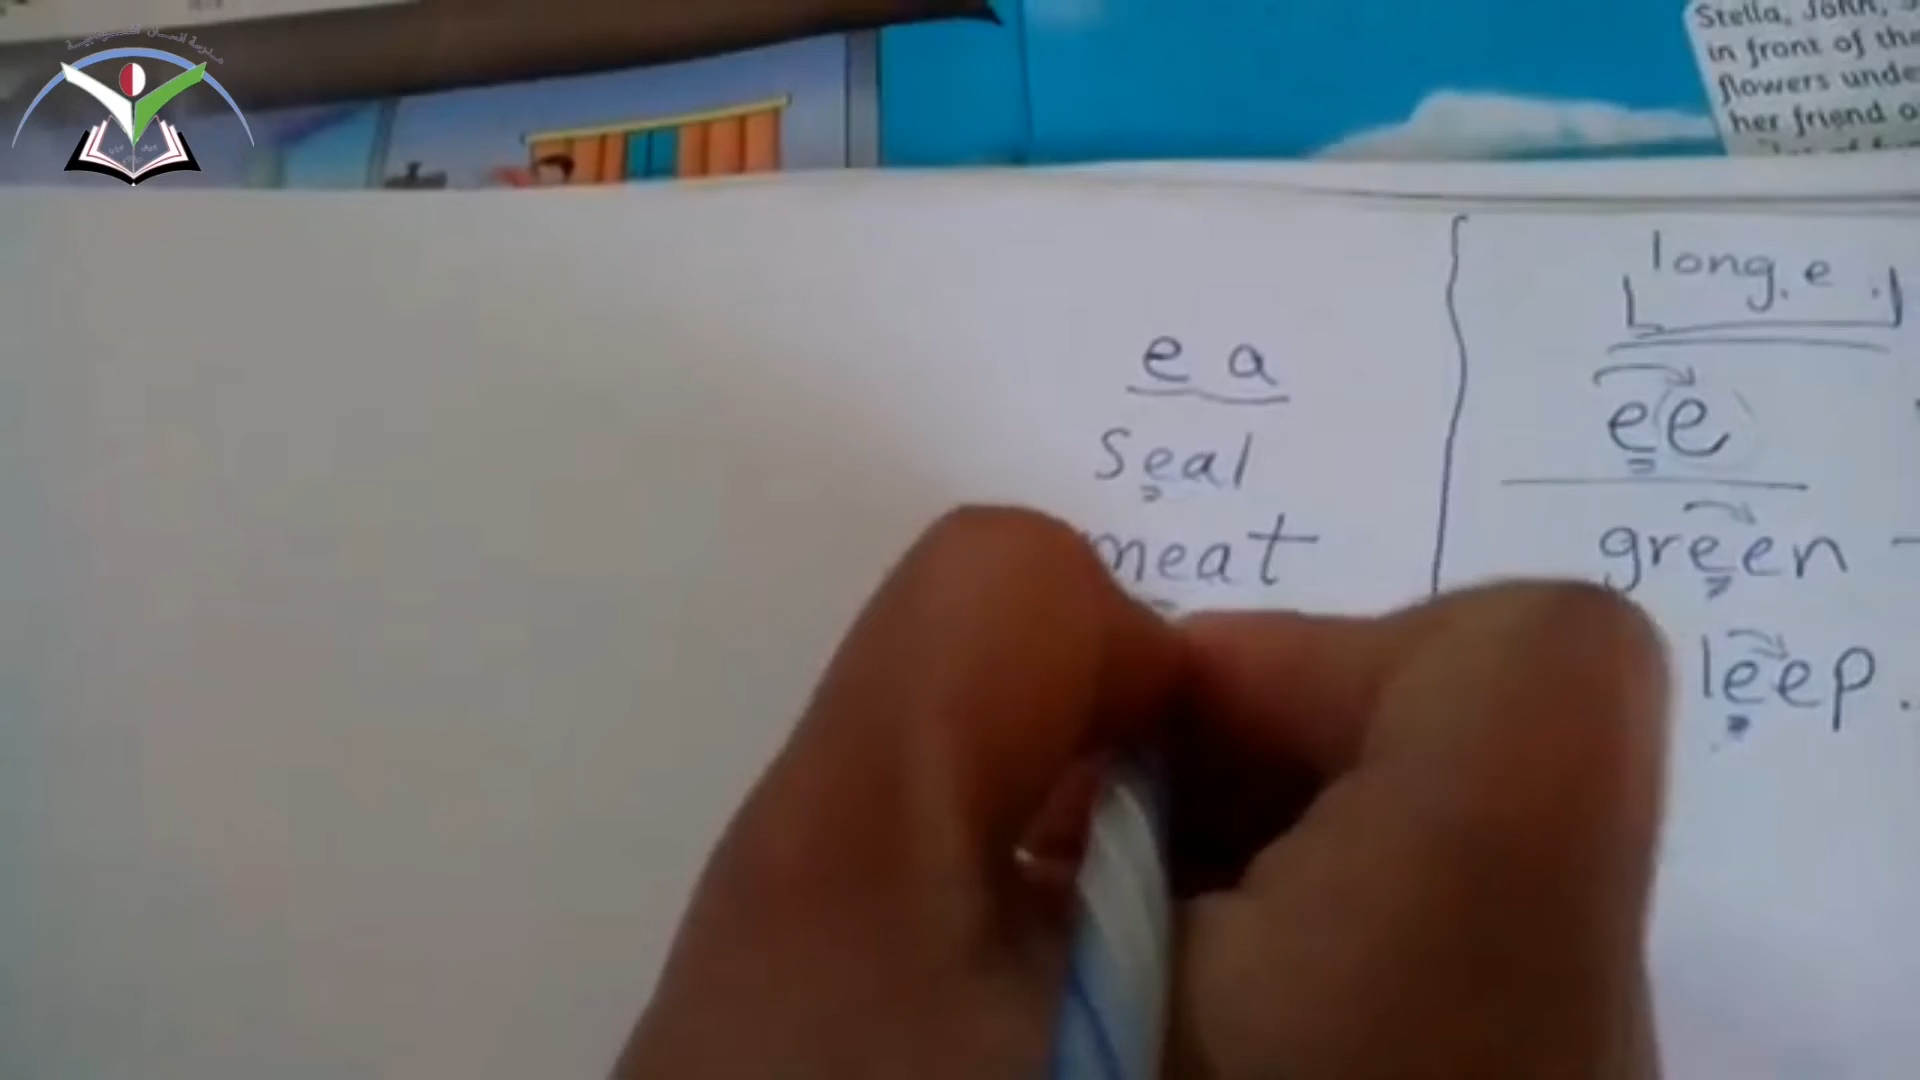 Stella, John,
in front of the
flowers unde
her friend o
long e
ee
green
leep.
ea
seal
meat